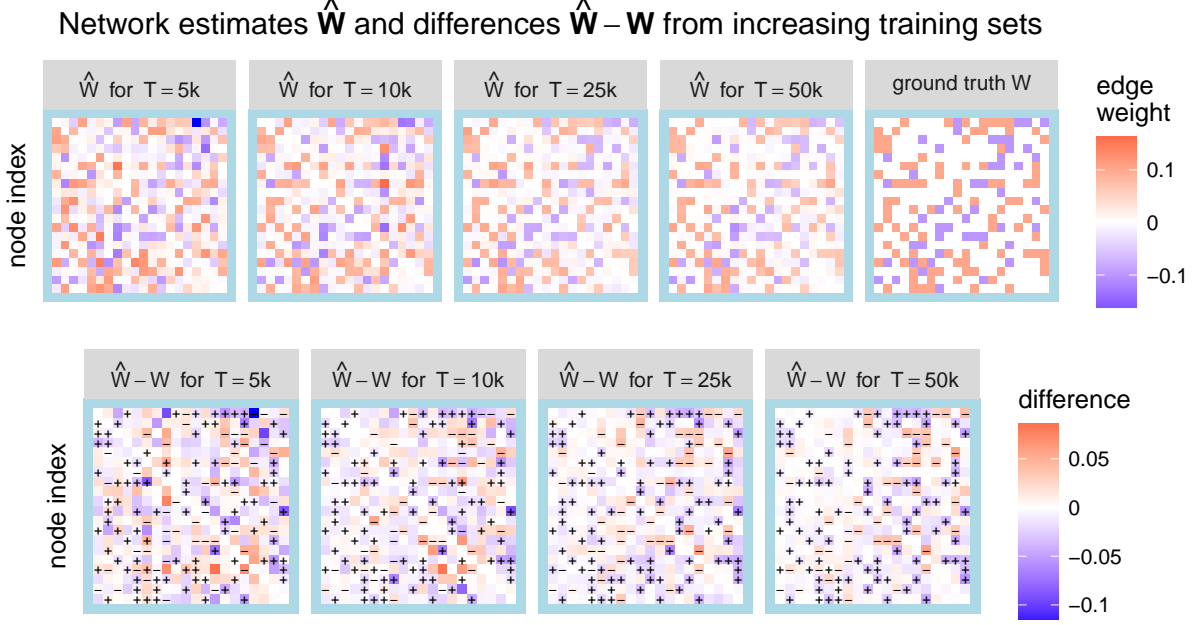 Network estimates Ŵ and differences Ŵ – W from increasing training sets
Ŵ for T = 5k
Ŵ for T = 10k
Ŵ for T = 25k
Ŵ for T = 50k
ground truth W
edge
weight
0.1
0
−0.1
node index
Ŵ – W for T = 5k
Ŵ – W for T = 10k
Ŵ – W for T = 25k
Ŵ – W for T = 50k
difference
0.05
0
−0.05
−0.1
node index